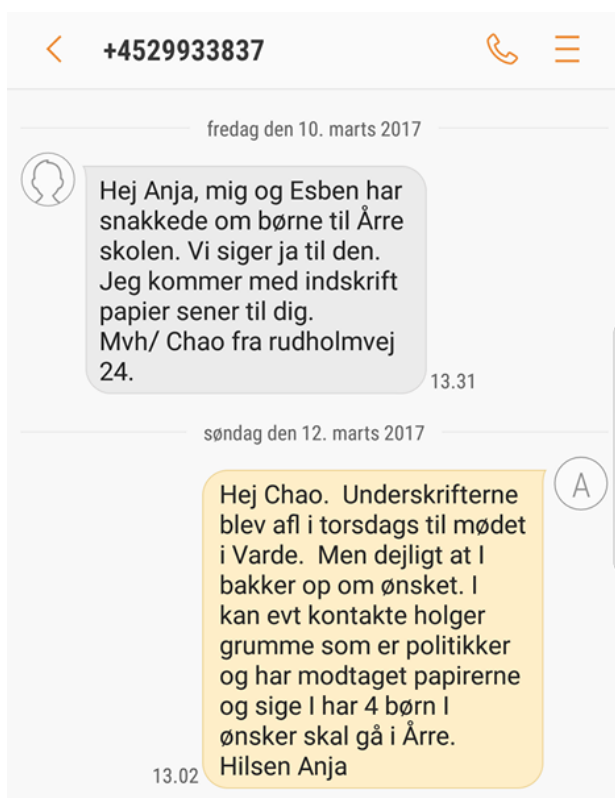 +4529933837
fredag den 10. marts 2017
Hej Anja, mig og Esben har
snakkede om børne til Årre
skolen. Vi siger ja til den.
Jeg kommer med indskrift
papier sener til dig.
Mvh/ Chao fra rudholmvej
24.
13.31
søndag den 12. marts 2017
A
Hej Chao.  Underskrifterne
blev afl i torsdags til mødet
i Varde.  Men dejligt at I
bakker op om ønsket. I
kan evt kontakte holger
grumme som er politikker
og har modtaget papirerne
og sige I har 4 børn I
ønsker skal gå i Årre.
Hilsen Anja
13.02